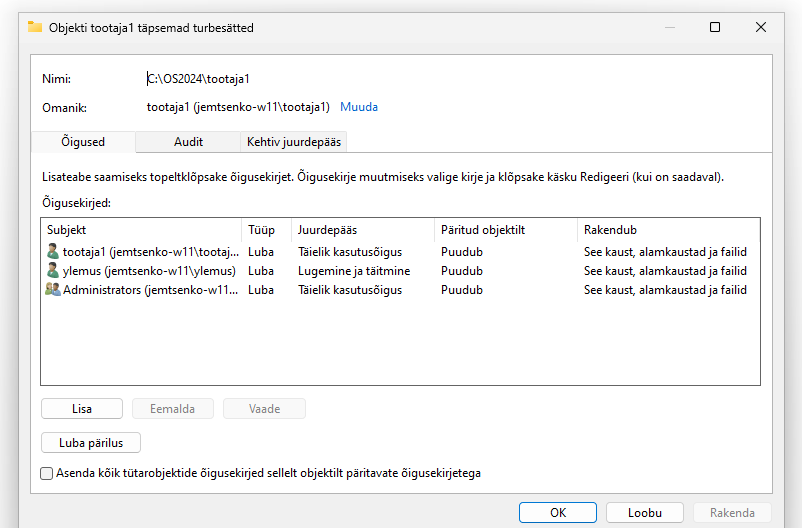 Objekti tootaja1 täpsemad turbesätted
Nimi: C:\OS2024\tootaja1
Omanik: tootaja1 (jemtsenko-w11\tootaja1) Muuda
Õigused Audit Kehtiv juurdepääs
Lisateabe saamiseks topeltklõpsake õigusekirjet. Õigusekirje muutmiseks valige kirje ja klõpsake käsku Redigeeri (kui on saadaval).
Õigusekirjed:
Subjekt Tüüp Juurdepääs Päritud objektilt Rakendub
tootaja1 (jemtsenko-w11\tootaj... Luba Täielik kasutusõigus Puudub See kaust, alamkaustad ja failid
ylemus (jemtsenko-w11\ylemus) Luba Lugemine ja täitmine Puudub See kaust, alamkaustad ja failid
Administrators (jemtsenko-w11... Luba Täielik kasutusõigus Puudub See kaust, alamkaustad ja failid
Lisa Eemalda Vaade
Luba pärilus
Asenda kõik tütarobjektide õigusekirjed sellelt objektilt päritavate õigusekirjetega
OK Loobu Rakenda